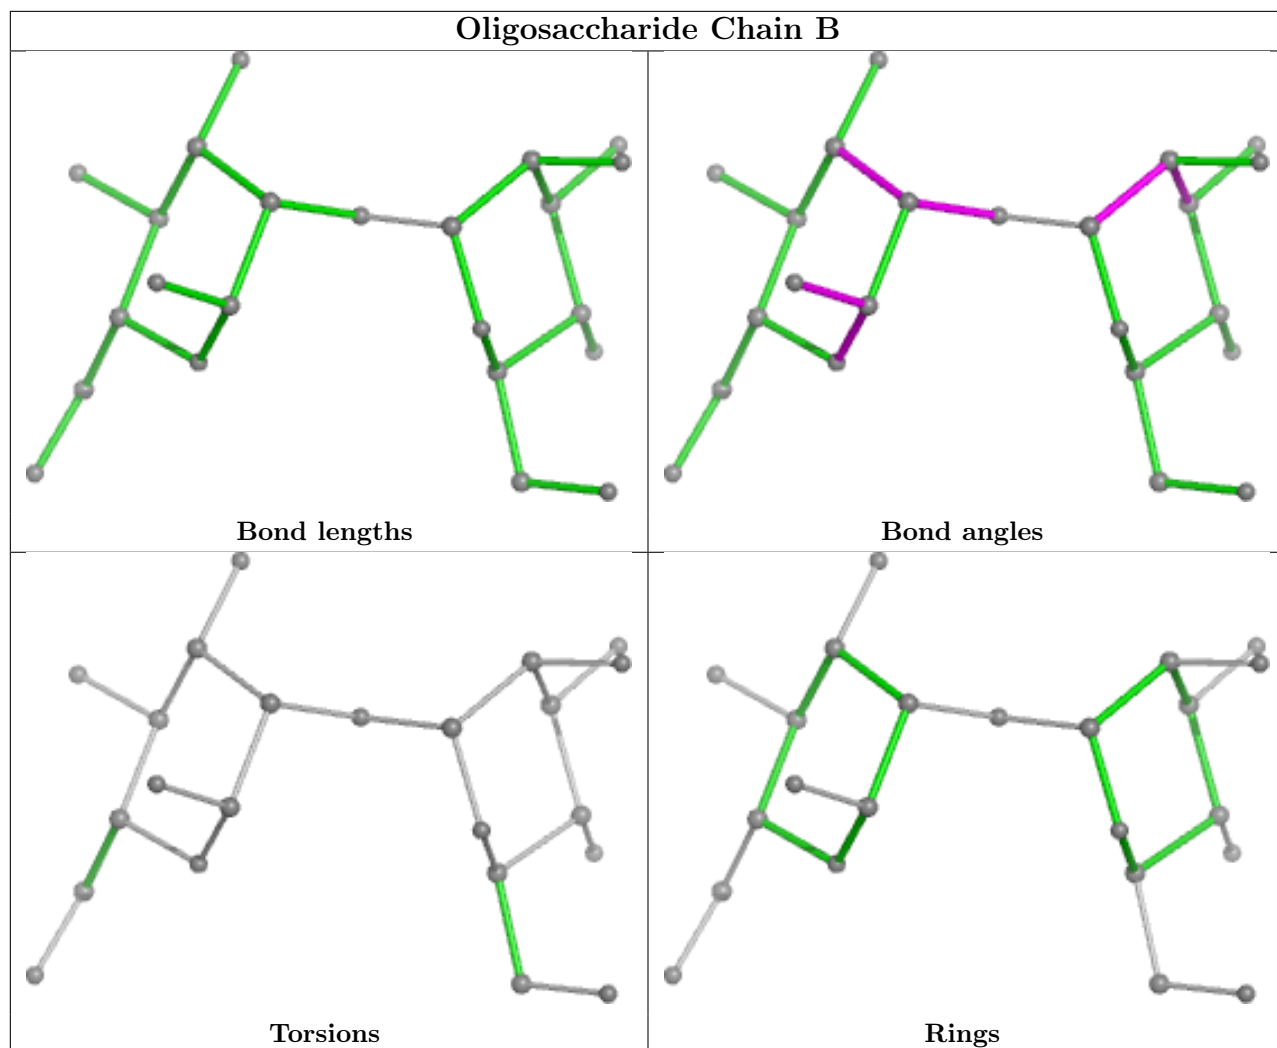 Oligosaccharide Chain B
Bond lengths
Bond angles
Torsions
Rings